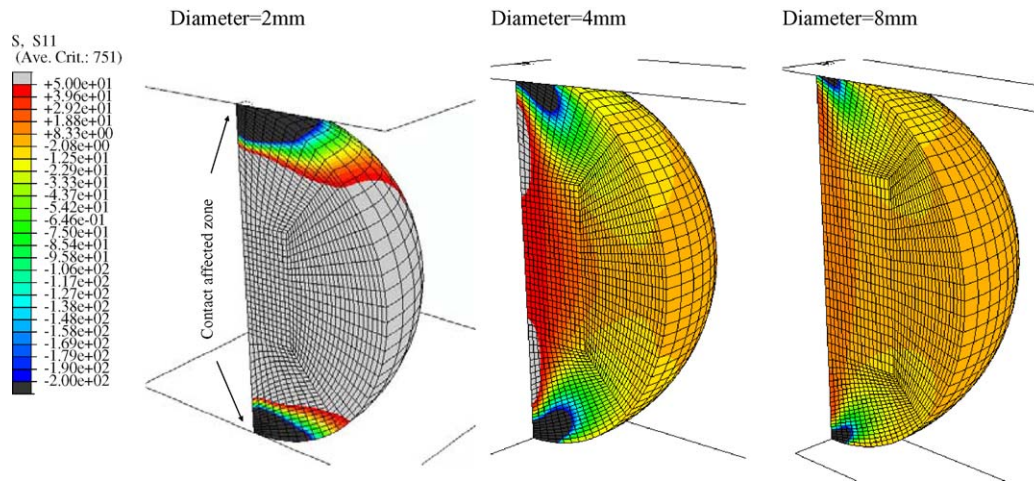 Diameter=2mm
Diameter=4mm
Diameter=8mm
S, S11
(Ave. Crit.: 751)
+5.00e+01
+3.96e+01
+2.92e+01
+1.88e+01
+8.33e+00
-2.08e+00
-1.25e+01
-2.29e+01
-3.33e+01
-4.37e+01
-5.42e+01
-6.46e-01
-8.54e+01
-9.58e+01
-1.06e+02
-1.17e+02
-1.27e+02
-1.38e+02
-1.48e+02
-1.58e+02
-1.69e+02
-1.79e+02
-1.90e+02
-2.00e+02
Contact affected zone